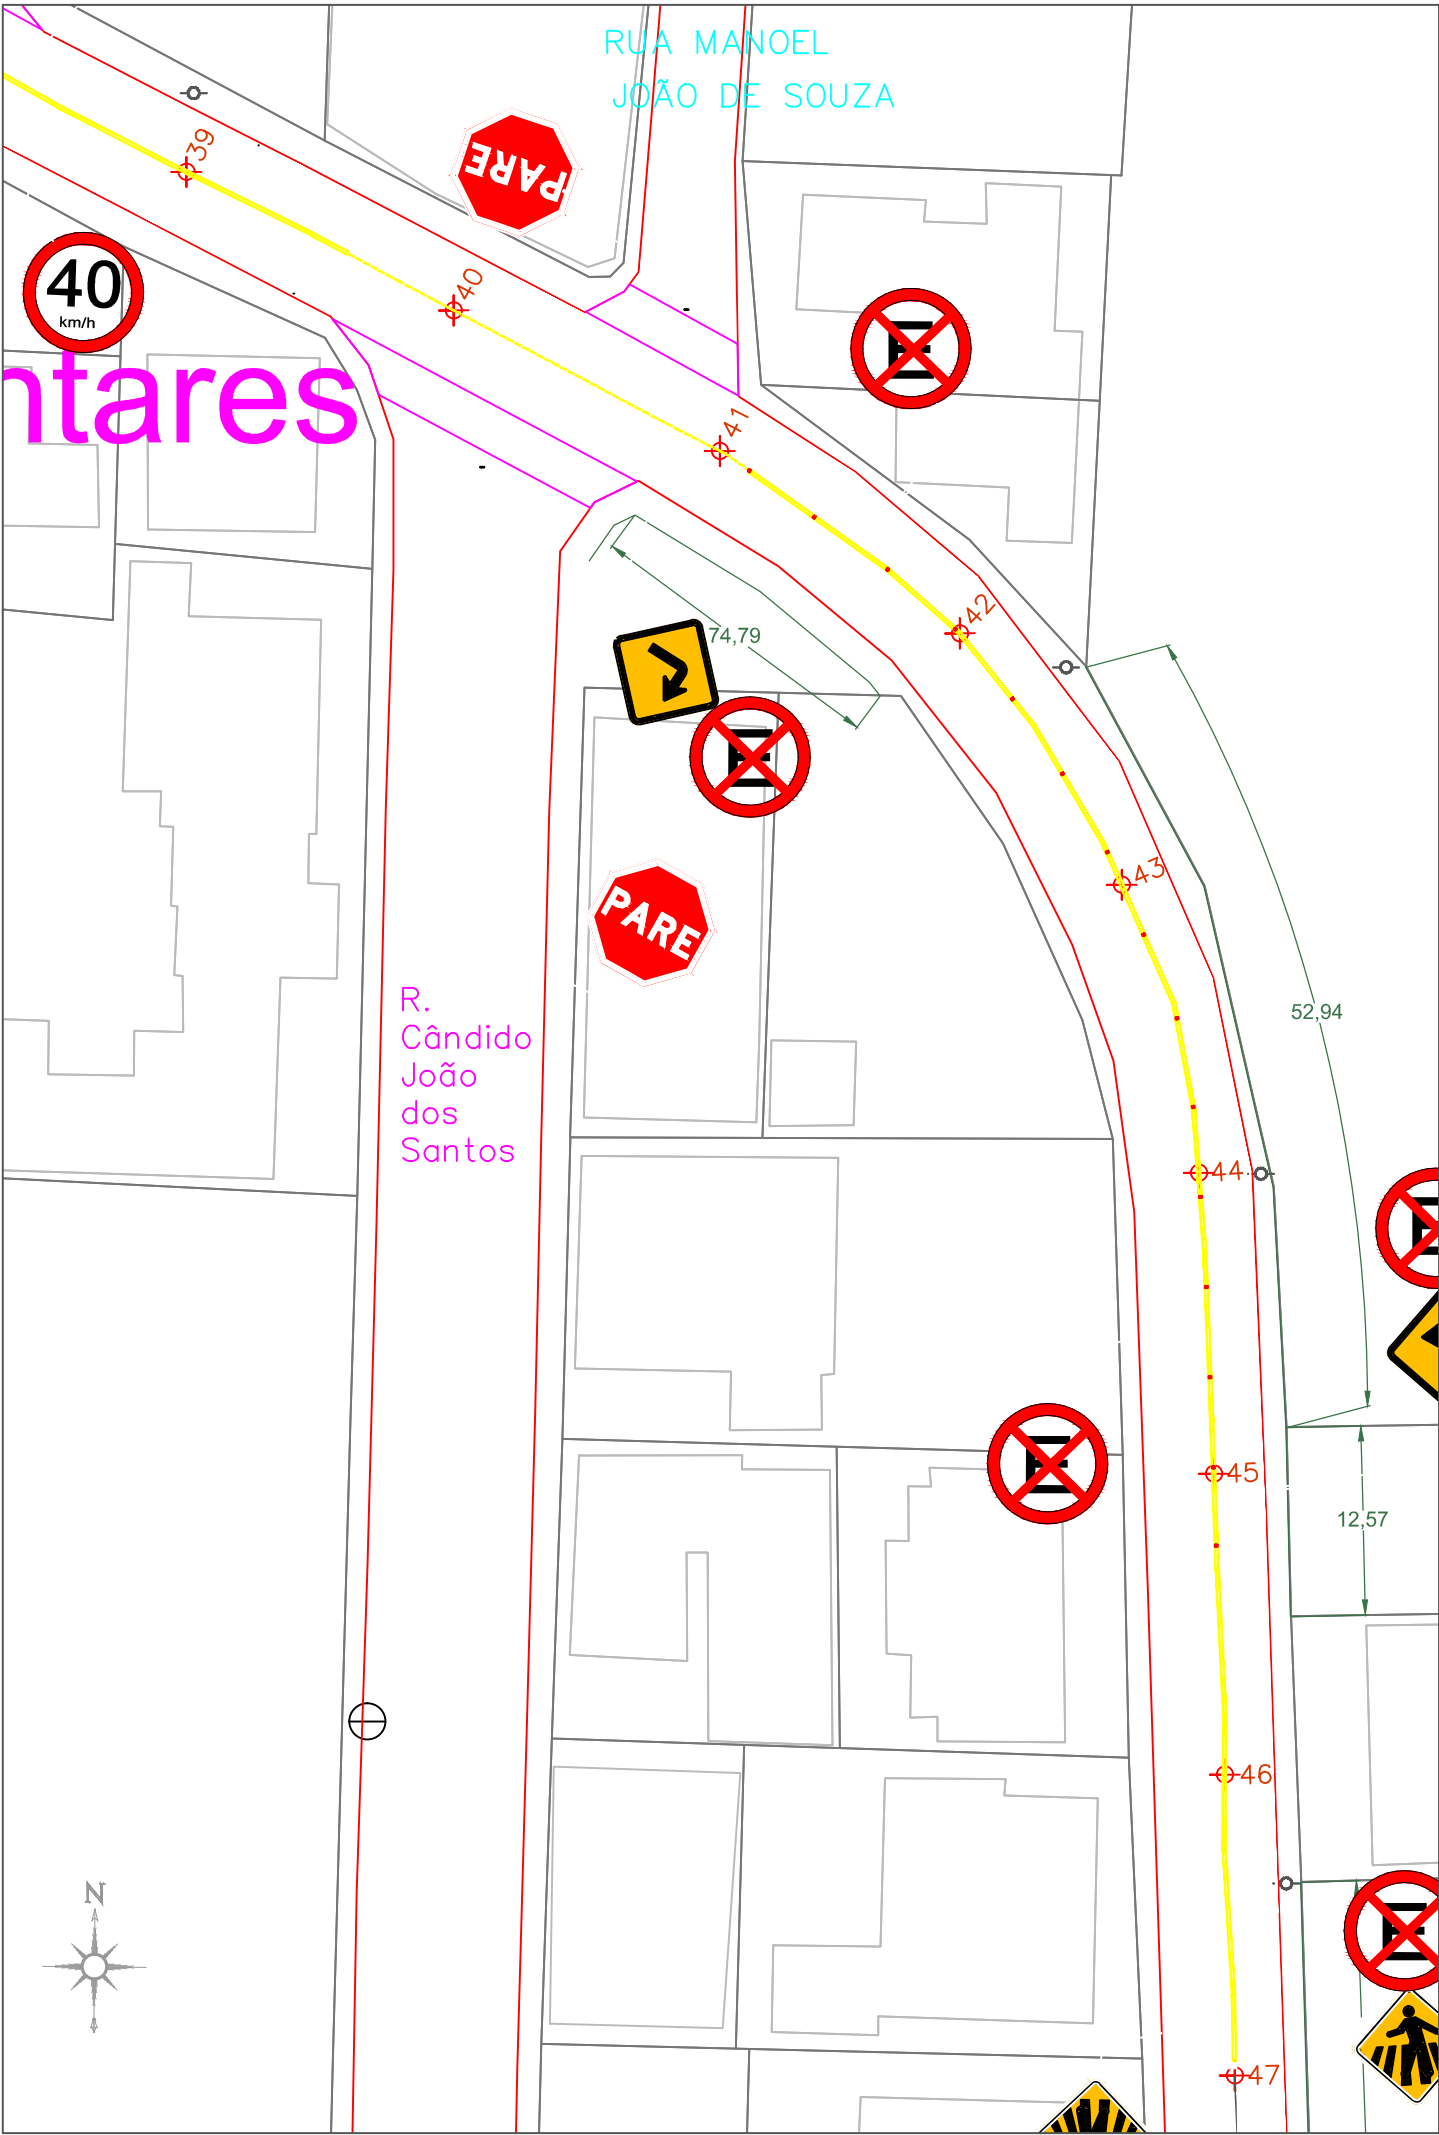 RUA MANOEL
JOÃO DE SOUZA
39
PARE
40
km/h
40
ntares
E
41
42
74,79
E
43
PARE
R.
Cândido
João
dos
Santos
52,94
44
E
E
45
12,57
46
N
E
47